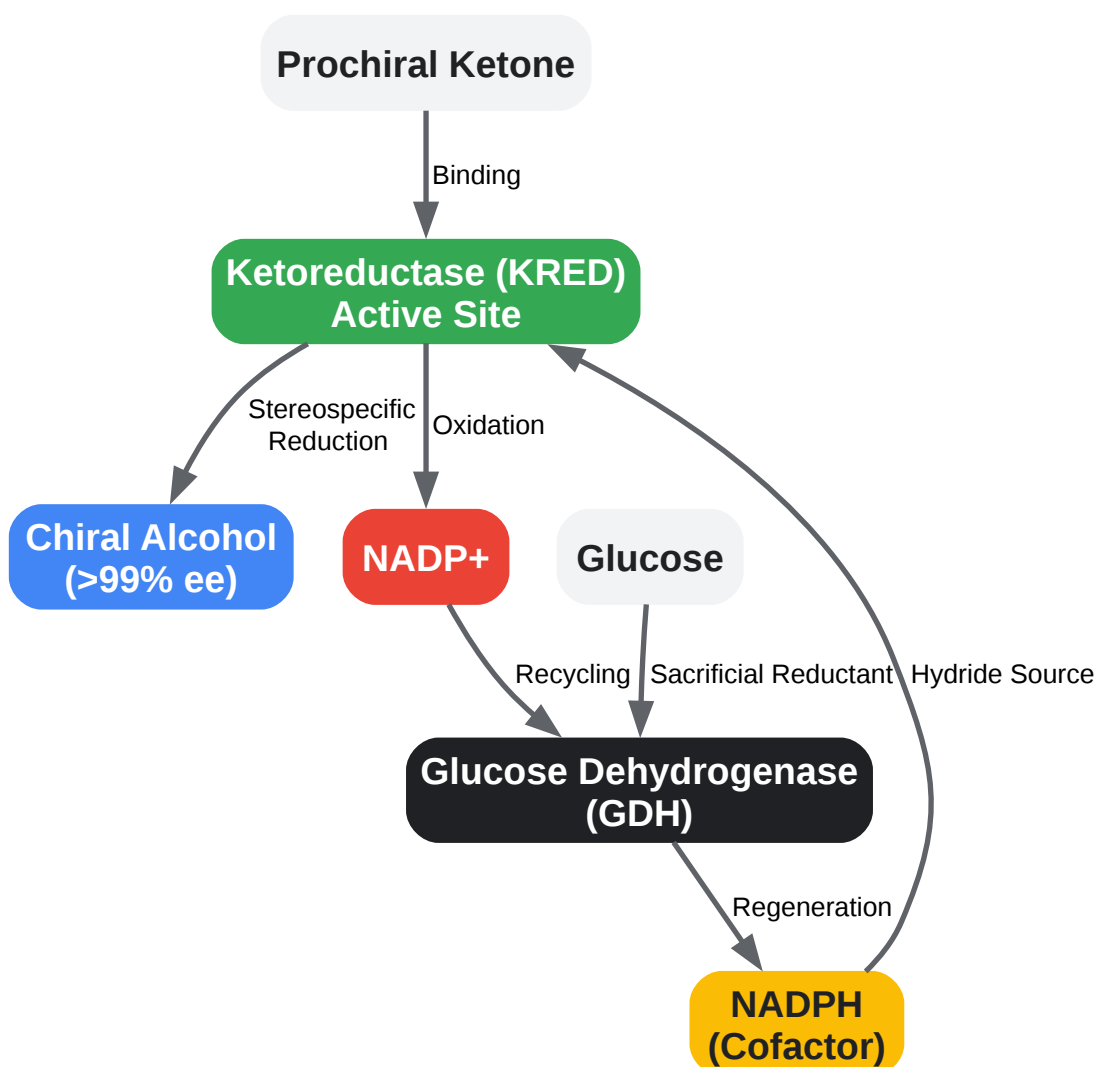 Prochiral Ketone
Binding
Ketoreductase (KRED)
Active Site
Stereospecific
Reduction
Oxidation
Chiral Alcohol
(>99% ee)
NADP+
Glucose
Recycling
Sacrificial Reductant
Hydride Source
Glucose Dehydrogenase
(GDH)
Regeneration
NADPH
(Cofactor)